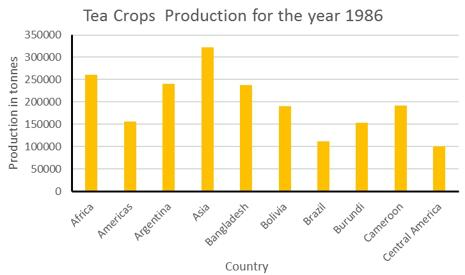 Tea Crops Production for the year 1986
Production in tonnes
350000
300000
250000
200000
150000
100000
50000
0
Africa
Americas
Argentina
Asia
Bangladesh
Bolivia
Brazil
Burundi
Cameroon
Central America
Country